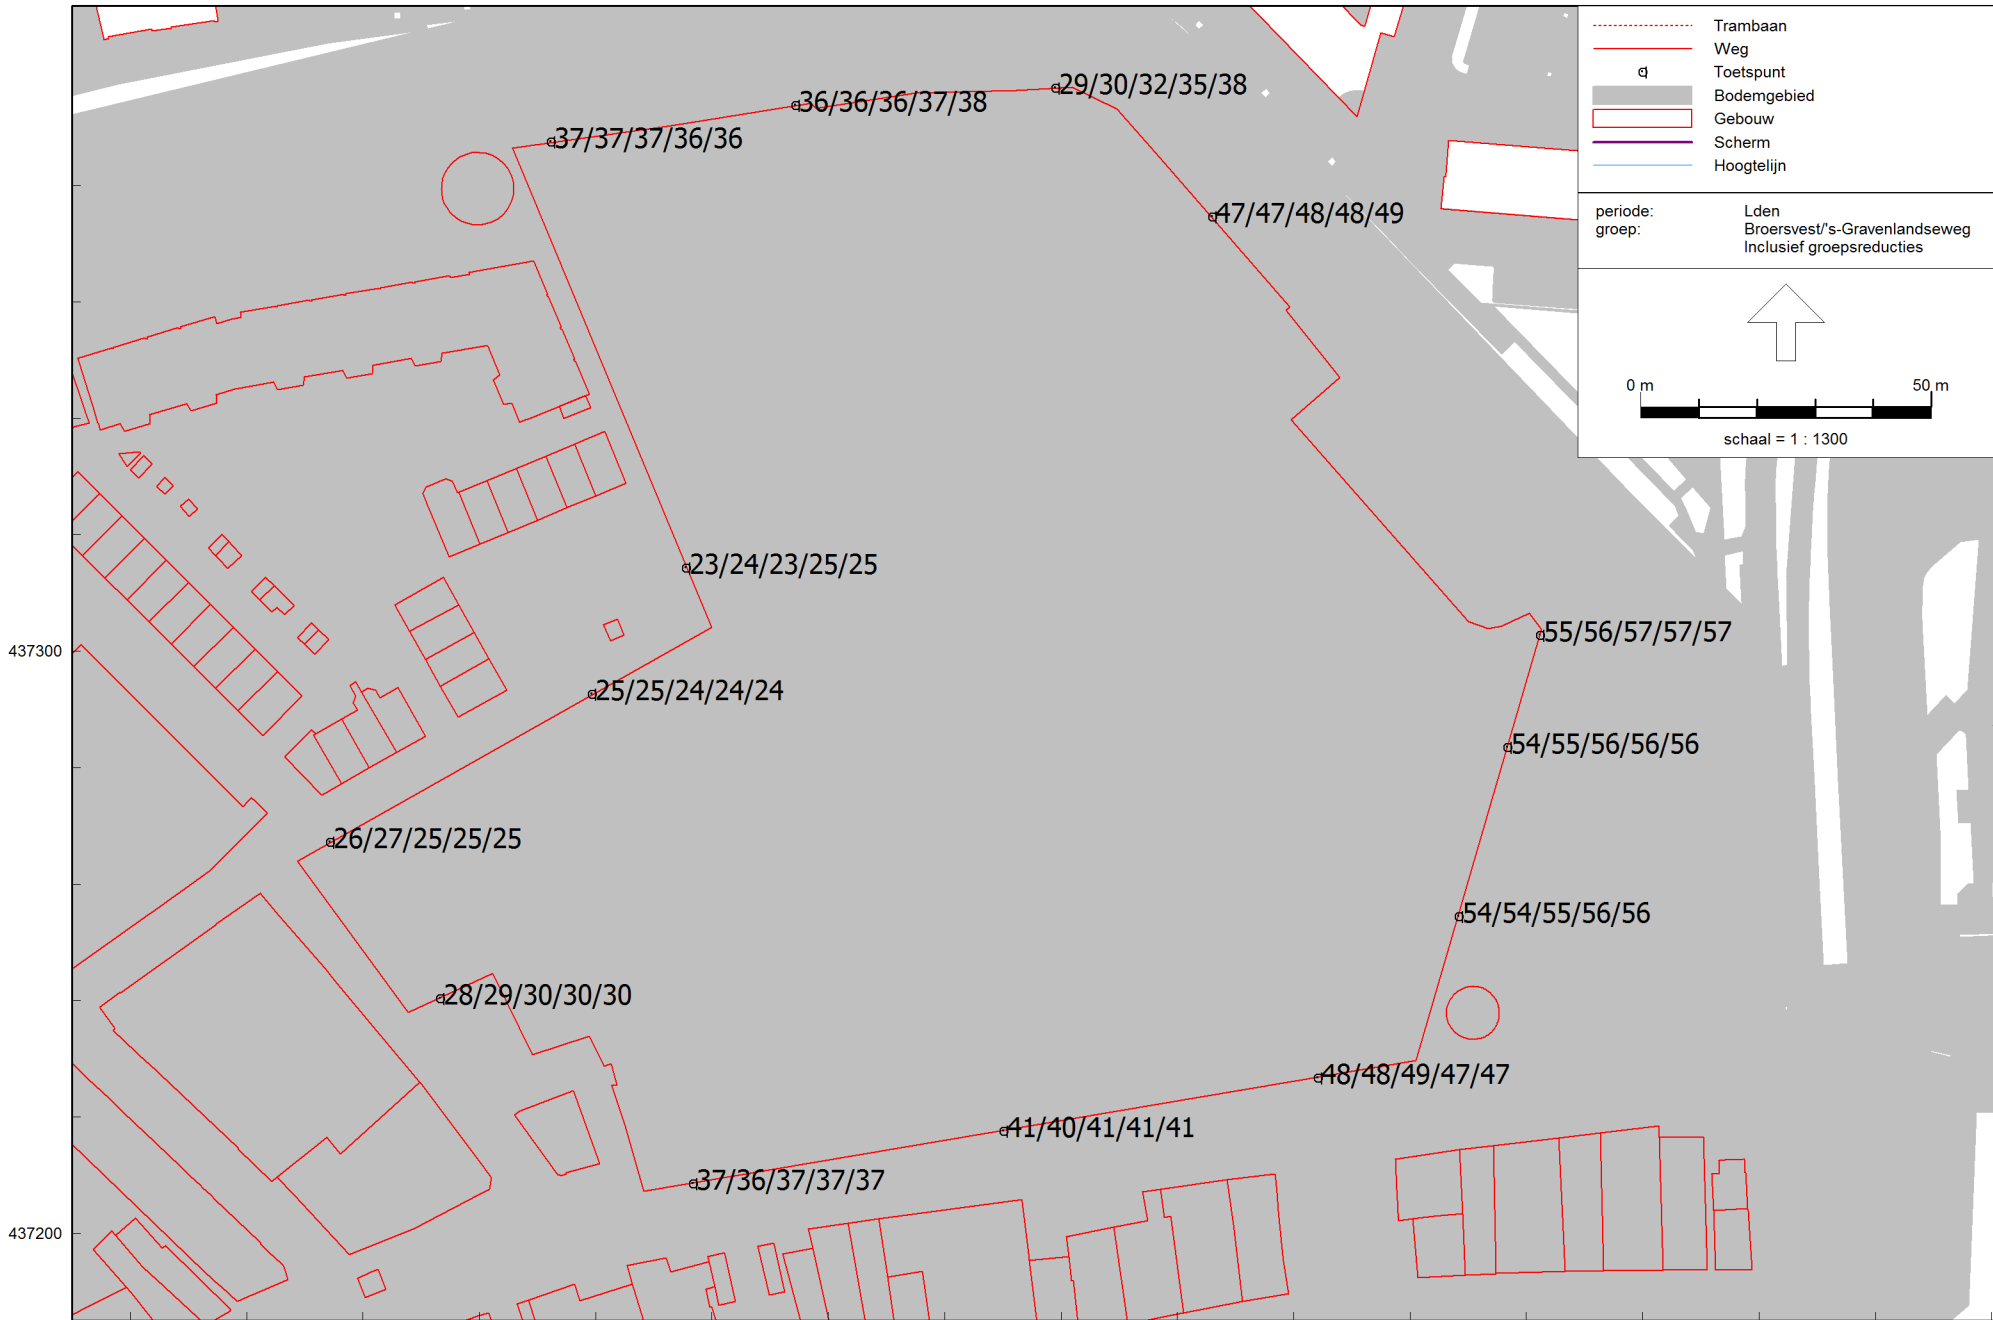 Trambaan
Weg
Toetspunt
Bodemgebied
Gebouw
Scherm
Hoogtelijn
periode: Lden
groep: Broersvest/'s-Gravenlandseweg
Inclusief groepsreducties
0 m 50 m
schaal = 1 : 1300
29/30/32/35/38
36/36/36/37/38
37/37/37/36/36
47/47/48/48/49
23/24/23/25/25
55/56/57/57/57
437300
25/25/24/24/24
54/55/56/56/56
26/27/25/25/25
54/54/55/56/56
28/29/30/30/30
48/48/49/47/47
41/40/41/41/41
37/36/37/37/37
437200